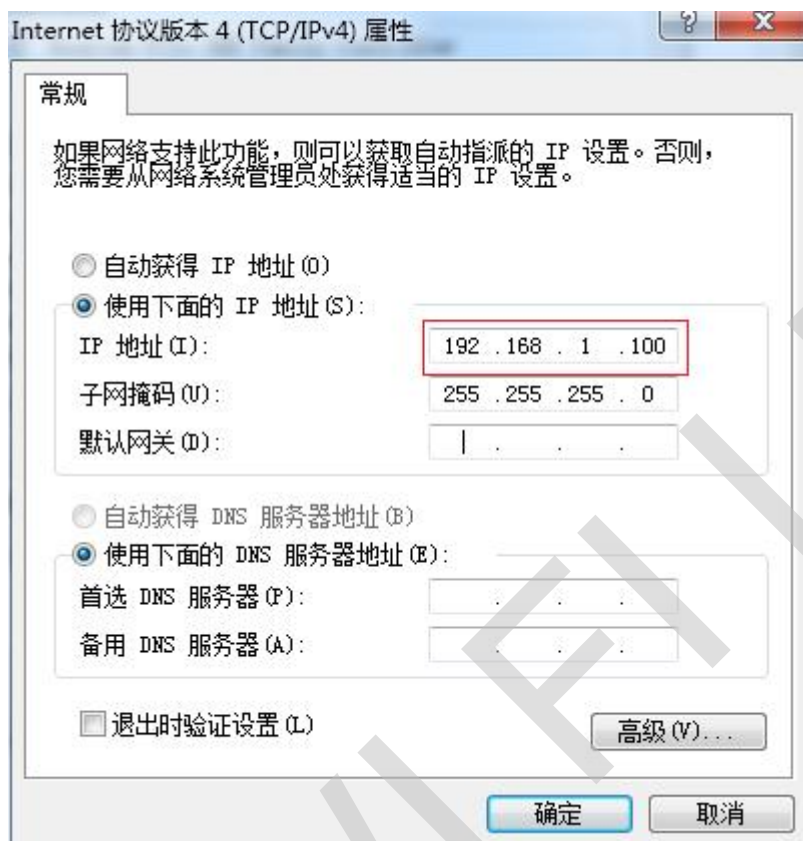 Internet 协议版本 4 (TCP/IPv4) 属性
常规
如果网络支持此功能，则可以获取自动指派的 IP 设置。否则，
您需要从网络系统管理员处获得适当的 IP 设置。
自动获得 IP 地址(O)
使用下面的 IP 地址(S):
IP 地址(I): 192 .168 . 1 .100
子网掩码(U): 255 .255 .255 . 0
默认网关(D): . . .
自动获得 DNS 服务器地址(B)
使用下面的 DNS 服务器地址(E):
首选 DNS 服务器(P): . . .
备用 DNS 服务器(A): . . .
退出时验证设置(L)
高级(V)...
确定 取消